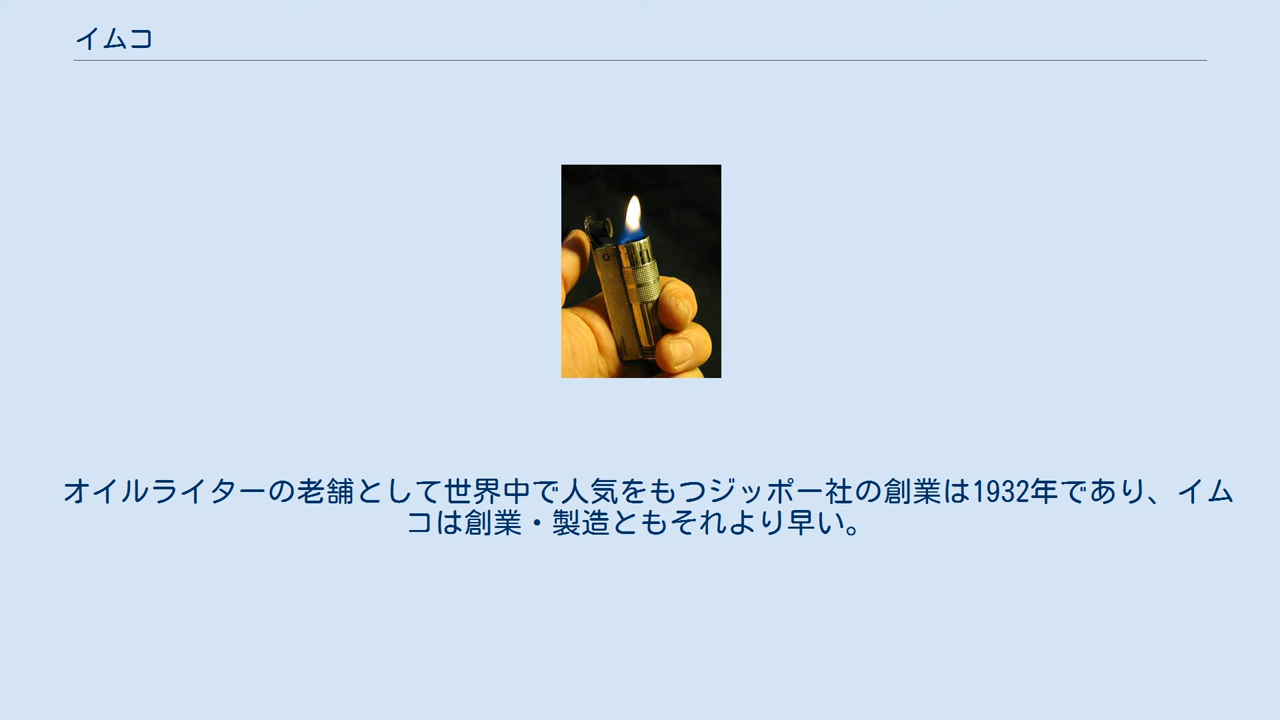 イムコ
オイルライターの老舗として世界中で人気をもつジッポー社の創業は1932年であり、イム
コは創業・製造ともそれより早い。